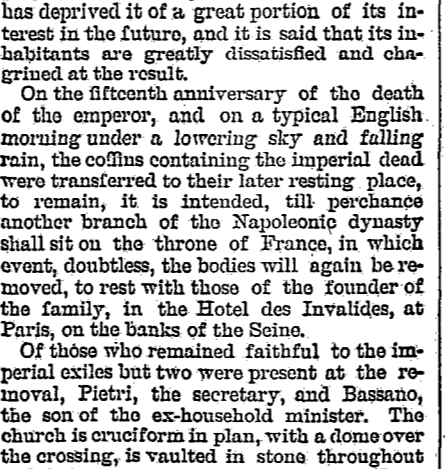 has deprived it of a great portion of its in-
terest in the future, and it is said that its in-
habitants are greatly dissatisfied and cha-
grined at the result.
On the fifteenth anniversary of the death
of the emperor, and on a typical English
morning under a lowering sky and falling
rain, the coffins containing the imperial dead
were transferred to their later resting place,
to remain, it is intended, till perchance
another branch of the Napoleonic dynasty
shall sit on the throne of France, in which
event, doubtless, the bodies will again be re-
moved, to rest with those of the founder of
the family, in the Hotel des Invalides, at
Paris, on the banks of the Seine.
Of those who remained faithful to the im-
perial exiles but two were present at the re-
moval, Pietri, the secretary, and Bassano,
the son of the ex-household minister. The
church is cruciform in plan, with a dome over
the crossing, is vaulted in stone throughout